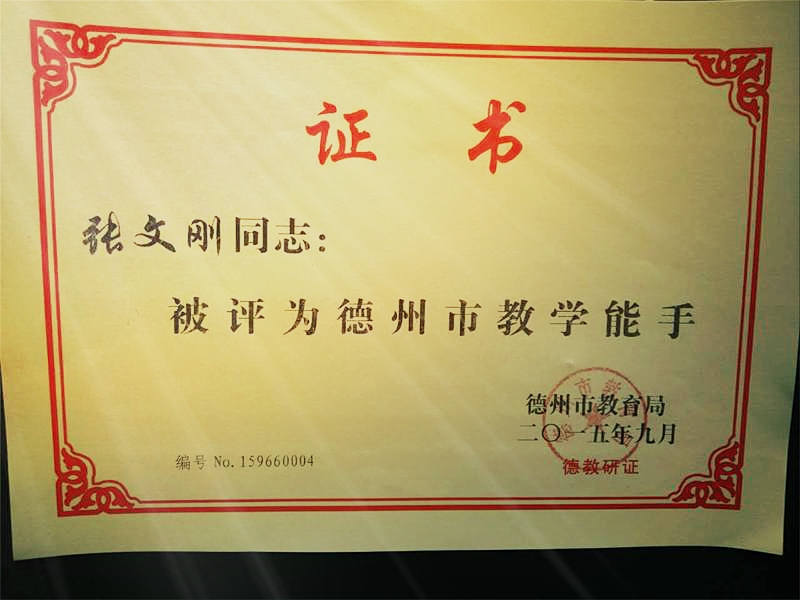 证书
张文刚同志：
被评为德州市教学能手
德州市教育局
二〇一五年九月
编号 No. 159660004
德教研证